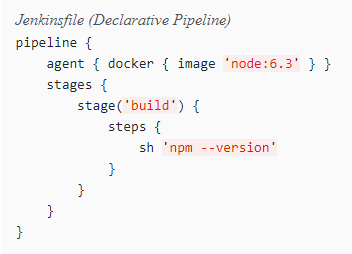 Jenkinsfile (Declarative Pipeline)
pipeline {
    agent { docker { image 'node:6.3' } }
    stages {
        stage('build') {
            steps {
                sh 'npm --version'
            }
        }
    }
}